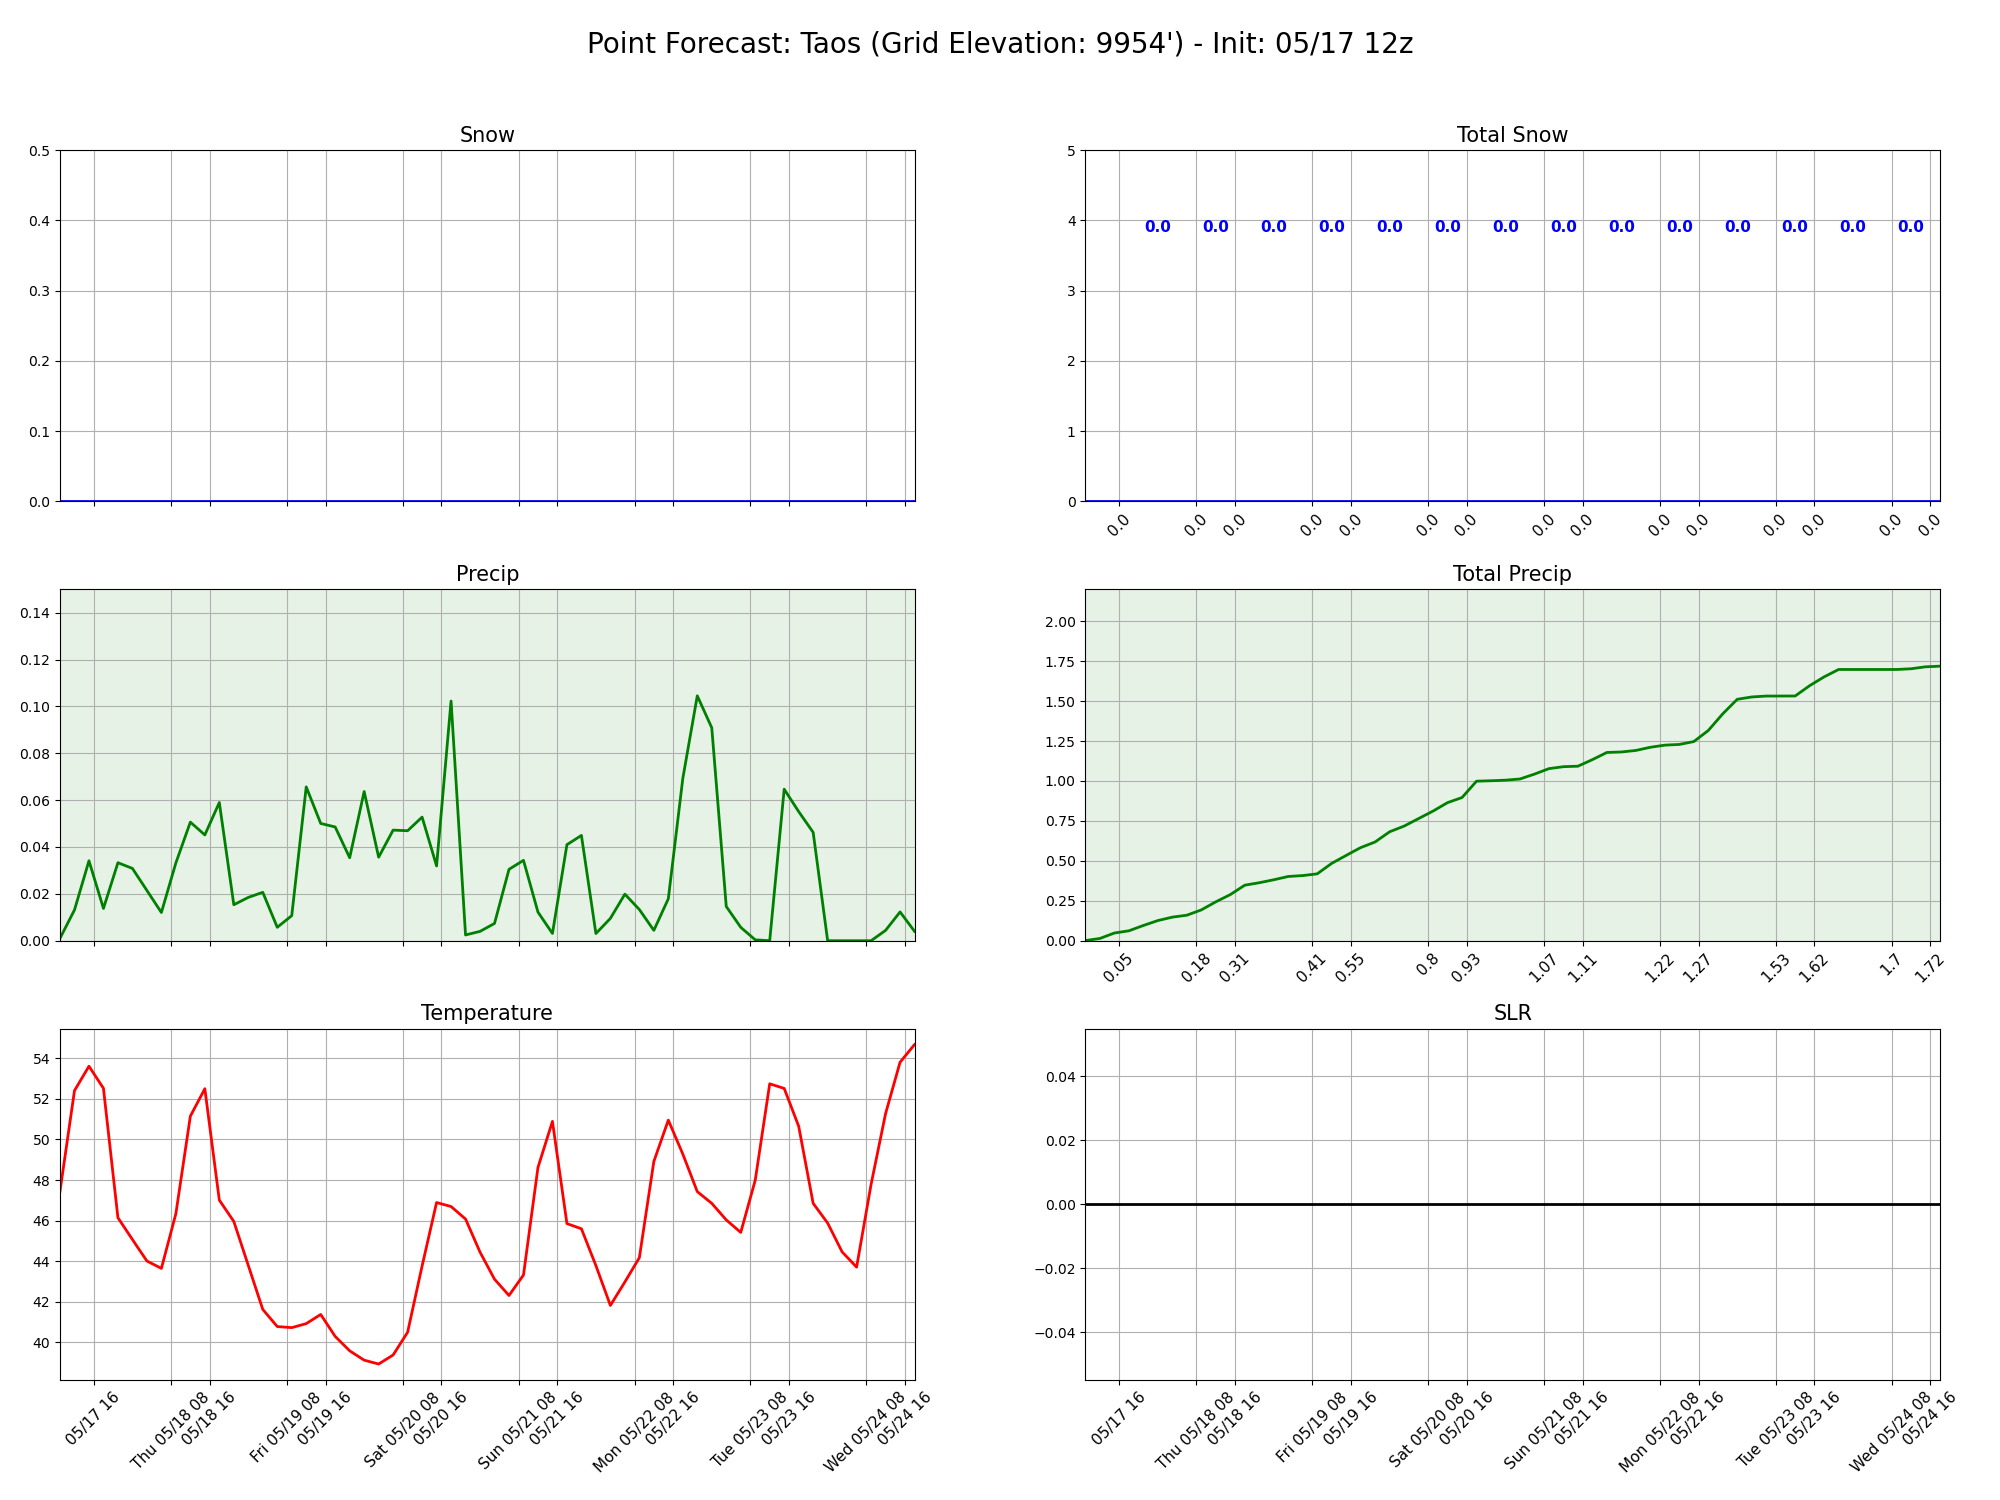 Point Forecast: Taos (Grid Elevation: 9954') - Init: 05/17 12z
Snow
0.5
0.4
0.3
0.2
0.1
0.0
Total Snow
5
4
3
2
1
0
0.0 0.0 0.0 0.0 0.0 0.0 0.0 0.0 0.0 0.0 0.0 0.0 0.0 0.0
0.0 0.0 0.0 0.0 0.0 0.0 0.0 0.0 0.0 0.0 0.0 0.0 0.0 0.0 0.0
Precip
0.14
0.12
0.10
0.08
0.06
0.04
0.02
0.00
Total Precip
2.00
1.75
1.50
1.25
1.00
0.75
0.50
0.25
0.00
0.05 0.18 0.31 0.41 0.55 0.8 0.93 1.07 1.11 1.22 1.27 1.53 1.62 1.7 1.72
Temperature
54
52
50
48
46
44
42
40
05/17 16
Thu 05/18 08
05/18 16
Fri 05/19 08
05/19 16
Sat 05/20 08
05/20 16
Sun 05/21 08
05/21 16
Mon 05/22 08
05/22 16
Tue 05/23 08
05/23 16
Wed 05/24 08
05/24 16
SLR
0.04
0.02
0.00
−0.02
−0.04
05/17 16
Thu 05/18 08
05/18 16
Fri 05/19 08
05/19 16
Sat 05/20 08
05/20 16
Sun 05/21 08
05/21 16
Mon 05/22 08
05/22 16
Tue 05/23 08
05/23 16
Wed 05/24 08
05/24 16